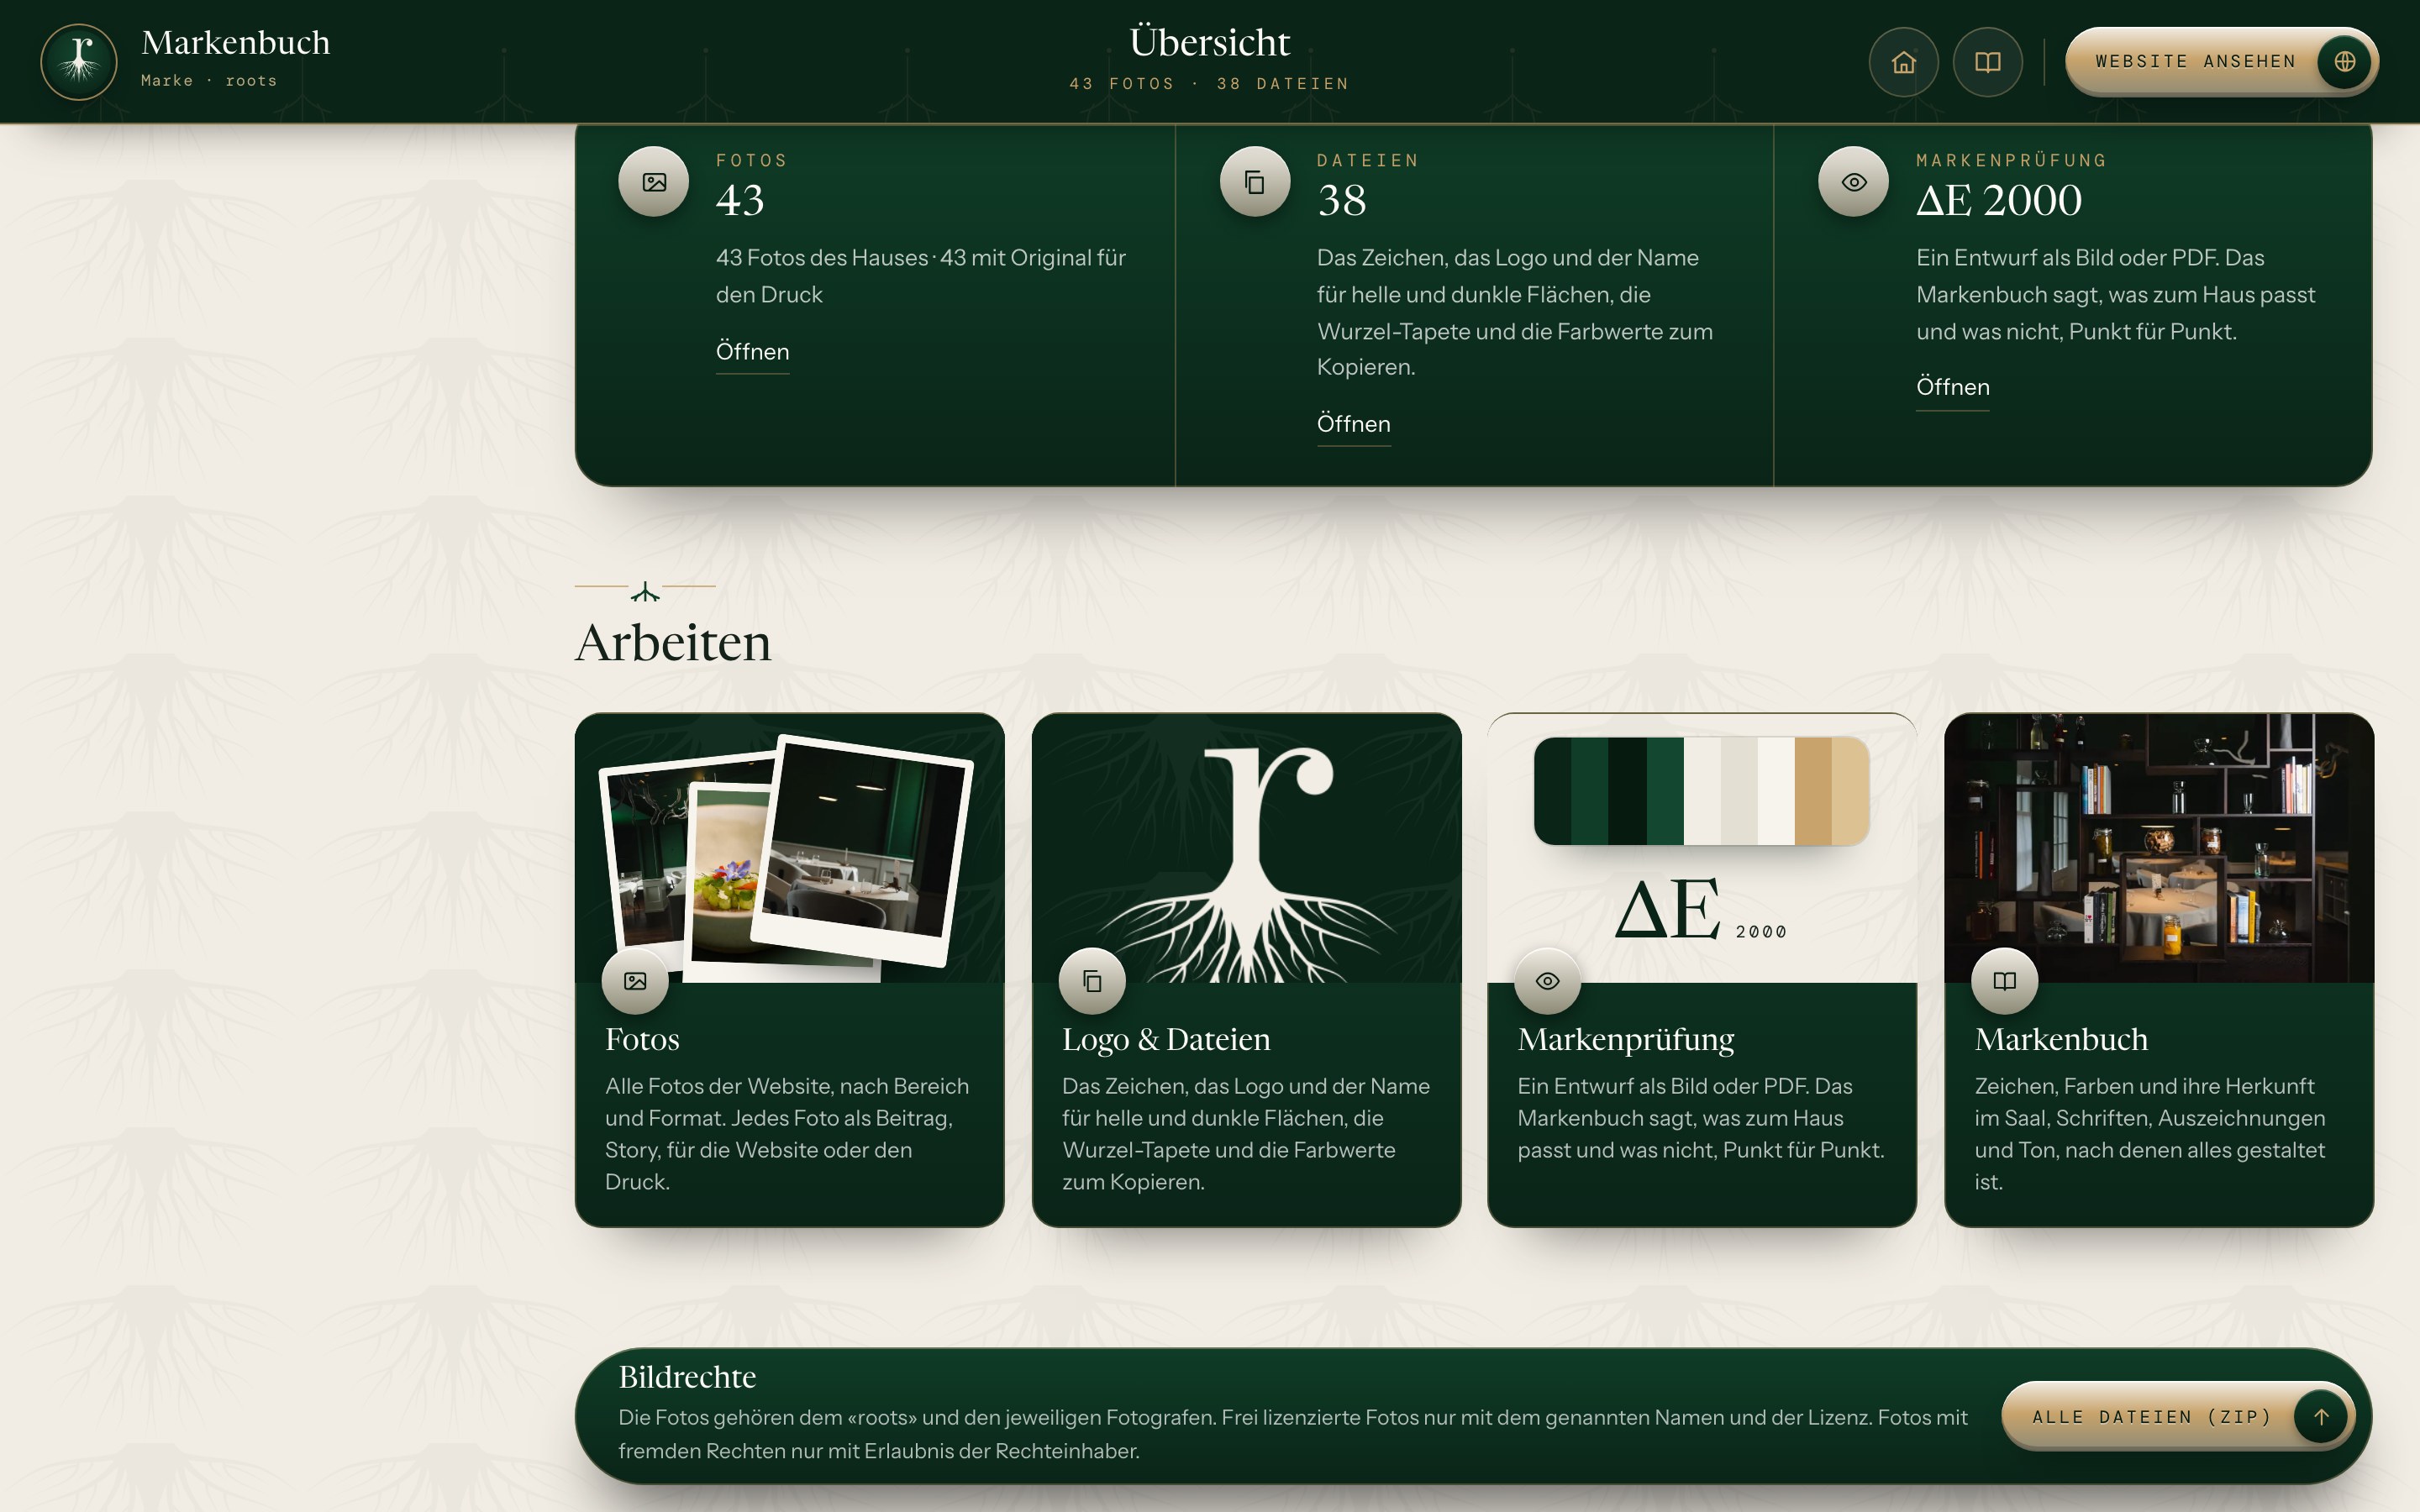 Markenbuch
Marke · roots
Übersicht
43 FOTOS · 38 DATEIEN
WEBSITE ANSEHEN
FOTOS
43
43 Fotos des Hauses · 43 mit Original für
den Druck
Öffnen
DATEIEN
38
Das Zeichen, das Logo und der Name
für helle und dunkle Flächen, die
Wurzel-Tapete und die Farbwerte zum
Kopieren.
Öffnen
MARKENPRÜFUNG
ΔE 2000
Ein Entwurf als Bild oder PDF. Das
Markenbuch sagt, was zum Haus passt
und was nicht, Punkt für Punkt.
Öffnen
Arbeiten
Fotos
Alle Fotos der Website, nach Bereich
und Format. Jedes Foto als Beitrag,
Story, für die Website oder den
Druck.
r
Logo & Dateien
Das Zeichen, das Logo und der Name
für helle und dunkle Flächen, die
Wurzel-Tapete und die Farbwerte
zum Kopieren.
ΔE 2000
Markenprüfung
Ein Entwurf als Bild oder PDF. Das
Markenbuch sagt, was zum Haus
passt und was nicht, Punkt für Punkt.
Markenbuch
Zeichen, Farben und ihre Herkunft
im Saal, Schriften, Auszeichnungen
und Ton, nach denen alles gestaltet
ist.
Bildrechte
Die Fotos gehören dem «roots» und den jeweiligen Fotografen. Frei lizenzierte Fotos nur mit dem genannten Namen und der Lizenz. Fotos mit
fremden Rechten nur mit Erlaubnis der Rechteinhaber.
ALLE DATEIEN (ZIP)